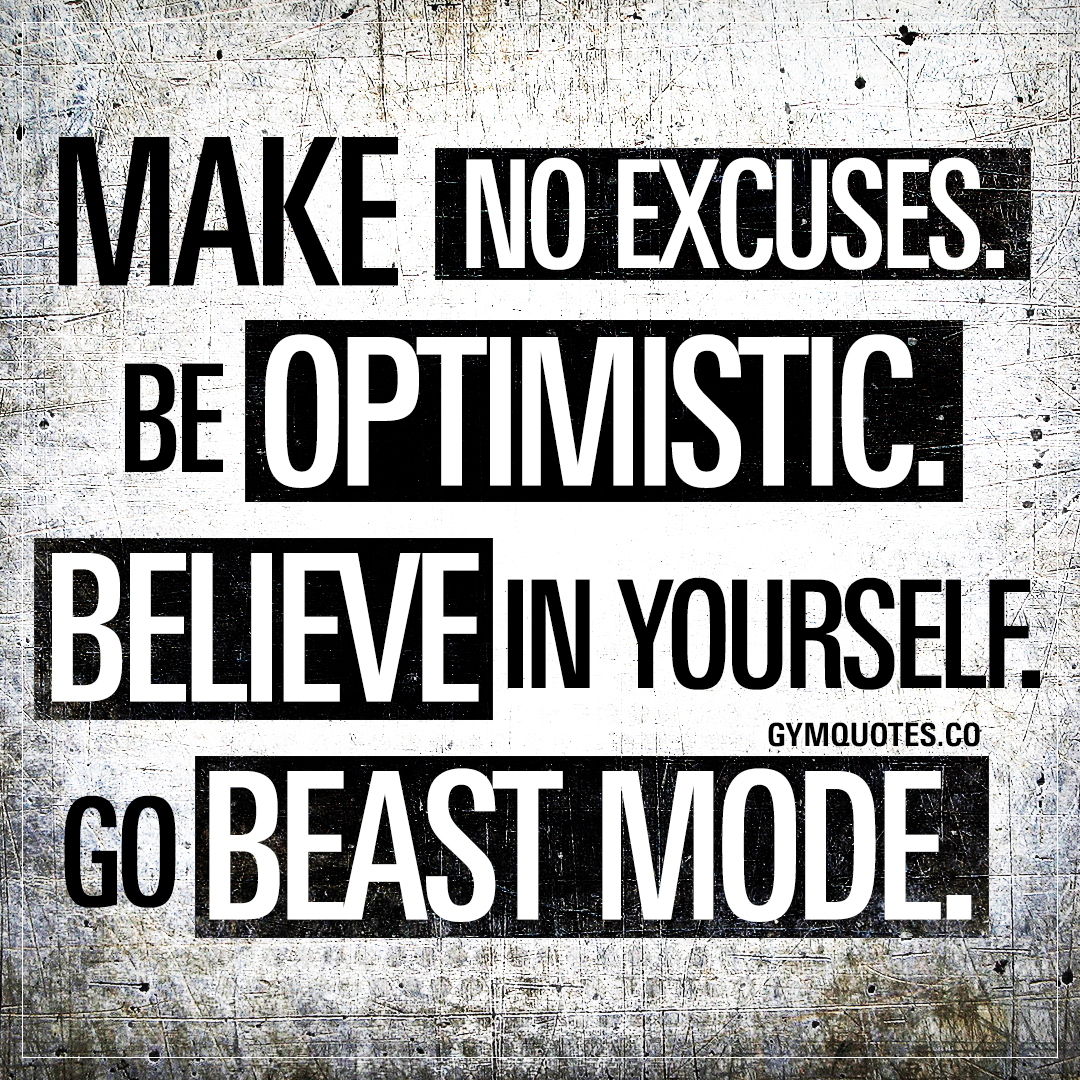 MAKE NO EXCUSES.
BE OPTIMISTIC.
BELIEVE IN YOURSELF.
GYMQUOTES.CO
GO BEAST MODE.